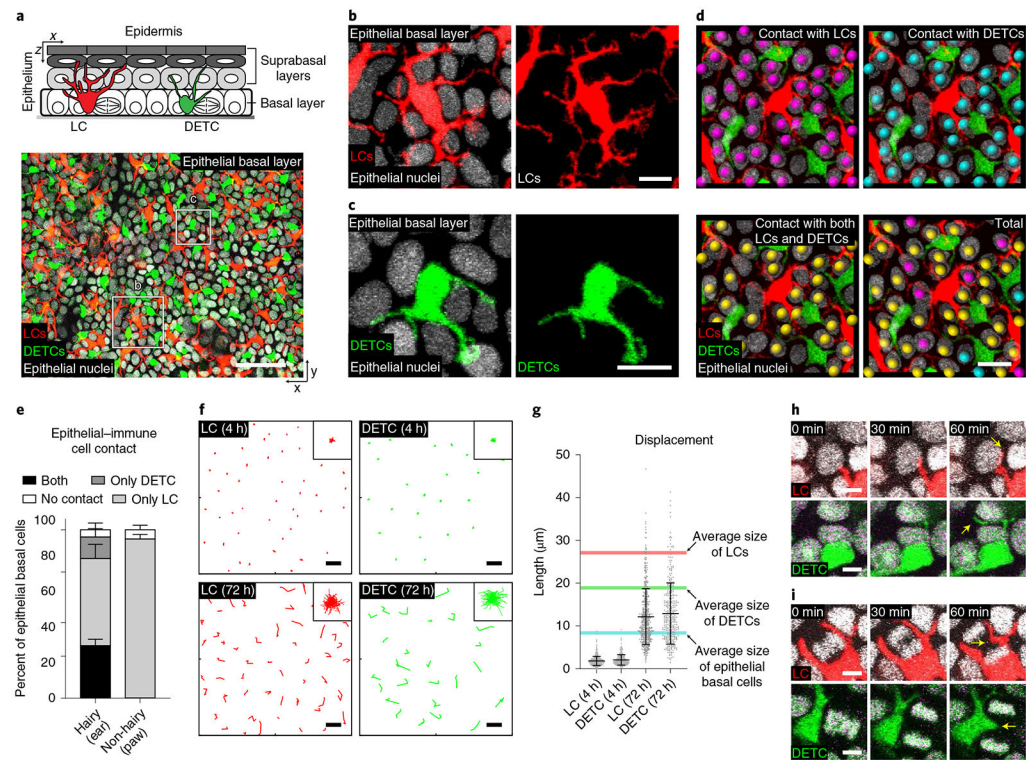 a
Epidermis
x
z
Epithelium
Suprabasal
layers
Basal layer
LC
DETC
Epithelial basal layer
c
b
LCs
DETCs
Epithelial nuclei
y
x
b
Epithelial basal layer
LCs
Epithelial nuclei
LCs
c
Epithelial basal layer
DETCs
Epithelial nuclei
DETCs
d
Contact with LCs
Contact with DETCs
Contact with both
LCs and DETCs
Total
LCs
DETCs
Epithelial nuclei
e
Epithelial–immune
cell contact
Both
Only DETC
No contact
Only LC
Percent of epithelial basal cells
100
80
60
40
20
0
Hairy
(ear)
Non-hairy
(paw)
f
LC (4 h)
DETC (4 h)
LC (72 h)
DETC (72 h)
g
Displacement
Length (μm)
50
40
30
20
10
0
Average size
of LCs
Average size
of DETCs
Average size
of epithelial
basal cells
LC (4 h)
DETC (4 h)
LC (72 h)
DETC (72 h)
h
0 min
30 min
60 min
LC
DETC
i
0 min
30 min
60 min
LC
DETC